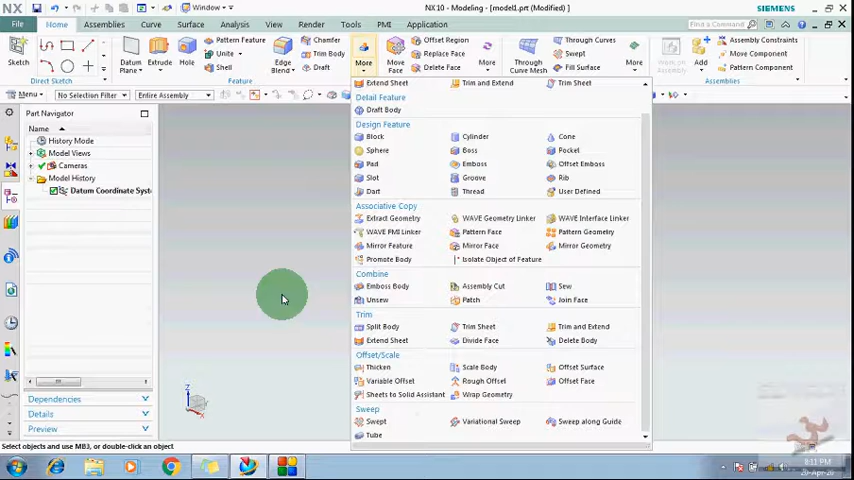 NX Window NX 10 - Modeling - [model1.prt (Modified) ] SIEMENS
File Home Assemblies Curve Surface Analysis View Render Tools PMI Application Find a Command
Sketch Datum Plane Extrude Hole Pattern Feature Unite Shell Edge Blend Chamfer Trim Body Draft More Move Face Offset Region Replace Face Delete Face More Through Curve Mesh Through Curves Swept Fill Surface More Add Assembly Constraints Move Component Pattern Component
Direct Sketch Feature Assemblies
Menu No Selection Filter Entire Assembly
Part Navigator
Name
History Mode
Model Views
Cameras
Model History
Datum Coordinate Syst
Dependencies
Details
Preview
Extend Sheet Trim and Extend Trim Sheet
Detail Feature
Draft Body
Design Feature
Block Cylinder Cone
Sphere Boss Pocket
Pad Emboss Offset Emboss
Slot Groove Rib
Dart Thread User Defined
Associative Copy
Extract Geometry WAVE Geometry Linker WAVE Interface Linker
WAVE PMI Linker Pattern Face Pattern Geometry
Mirror Feature Mirror Face Mirror Geometry
Promote Body Isolate Object of Feature
Combine
Emboss Body Assembly Cut Sew
Unsew Patch Join Face
Trim
Split Body Trim Sheet Trim and Extend
Extend Sheet Divide Face Delete Body
Offset/Scale
Thicken Scale Body Offset Surface
Variable Offset Rough Offset Offset Face
Sheets to Solid Assistant Wrap Geometry
Sweep
Swept Variational Sweep Sweep along Guide
Tube
Z
X
Select objects and use MB3, or double-click an object
8:11 PM